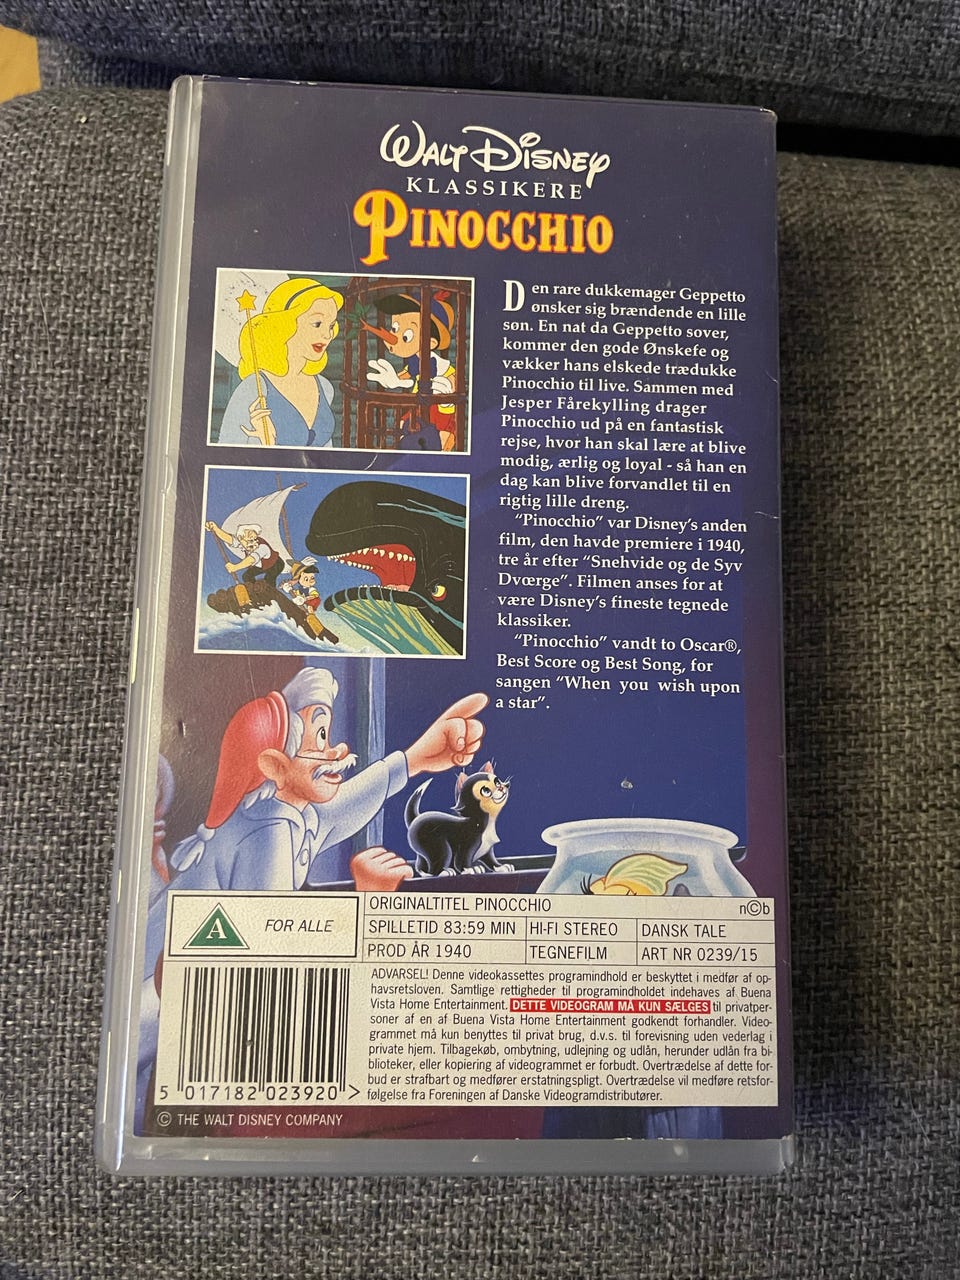 WALT DISNEY
KLASSIKERE
PINOCCHIO
Den rare dukkemager Geppetto
ønsker sig brændende en lille
søn. En nat da Geppetto sover,
kommer den gode Ønskefe og
vækker hans elskede trædukke
Pinocchio til live. Sammen med
Jesper Fårekylling drager
Pinocchio ud på en fantastisk
rejse, hvor han skal lære at blive
modig, ærlig og loyal - så han en
dag kan blive forvandlet til en
rigtig lille dreng.
"Pinocchio" var Disney's anden
film, den havde premiere i 1940,
tre år efter "Snehvide og de Syv
Dværge". Filmen anses for at
være Disney's fineste tegnede
klassiker.
"Pinocchio" vandt to Oscar®,
Best Score og Best Song, for
sangen "When you wish upon
a star".
A FOR ALLE
ORIGINALTITEL PINOCCHIO n©b
SPILLETID 83:59 MIN HI-FI STEREO DANSK TALE
PROD ÅR 1940 TEGNEFILM ART NR 0239/15
ADVARSEL! Denne videokassettes programindhold er beskyttet i medfør af op-
havsretsloven. Samtlige rettigheder til programindholdet indehaves af Buena
Vista Home Entertainment. DETTE VIDEOGRAM MÅ KUN SÆLGES til privatper-
soner af en af Buena Vista Home Entertainment godkendt forhandler. Video-
grammet må kun benyttes til privat brug, d.v.s. til forevisning uden vederlag i
private hjem. Tilbagekøb, ombytning, udlejning og udlån, herunder udlån fra bi-
blioteker, eller kopiering af videogrammet er forbudt. Overtrædelse af dette for-
bud er strafbart og medfører erstatningspligt. Overtrædelse vil medføre retsfor-
følgelse fra Foreningen af Danske Videogramdistributører.
5 017182 023920 >
© THE WALT DISNEY COMPANY